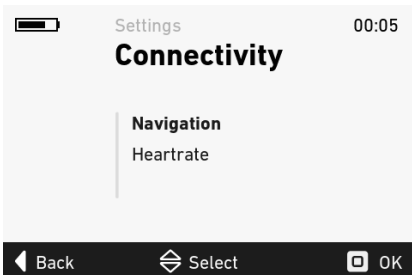 Settings
00:05
Connectivity
Navigation
Heartrate
Back
Select
OK